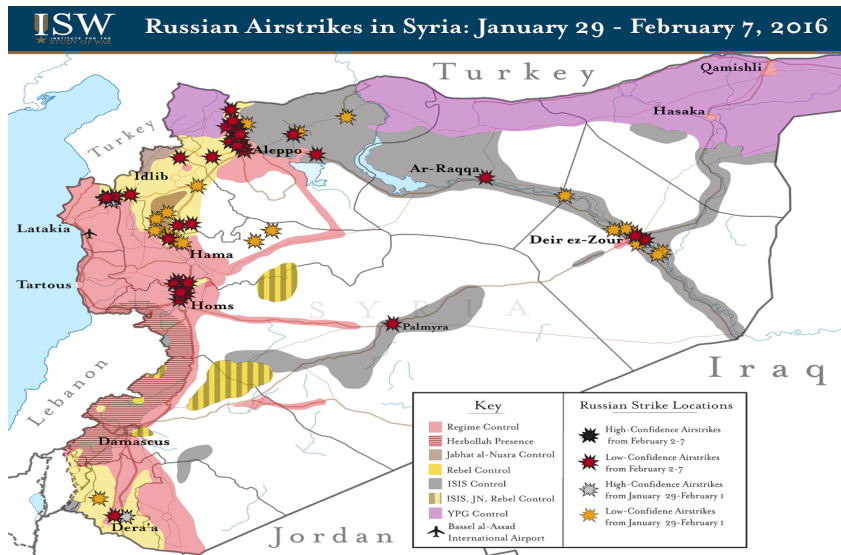 ISW
INSTITUTE FOR THE
STUDY OF WAR
Russian Airstrikes in Syria: January 29 - February 7, 2016
Turkey
Qamishli
Hasaka
Turkey
Aleppo
Idlib
Ar-Raqqa
Latakia
Deir ez-Zour
Hama
Tartous
Homs
SYRIA
Palmyra
Iraq
Lebanon
Damascus
Dera'a
Jordan
Key
Regime Control
Hezbollah Presence
Jabhat al-Nusra Control
Rebel Control
ISIS Control
ISIS, JN, Rebel Control
YPG Control
Bassel al-Assad
International Airport
Russian Strike Locations
High-Confidence Airstrikes
from February 2-7
Low-Confidence Airstrikes
from February 2-7
High-Confidence Airstrikes
from January 29-February 1
Low-Confidene Airstrikes
from January 29-February 1